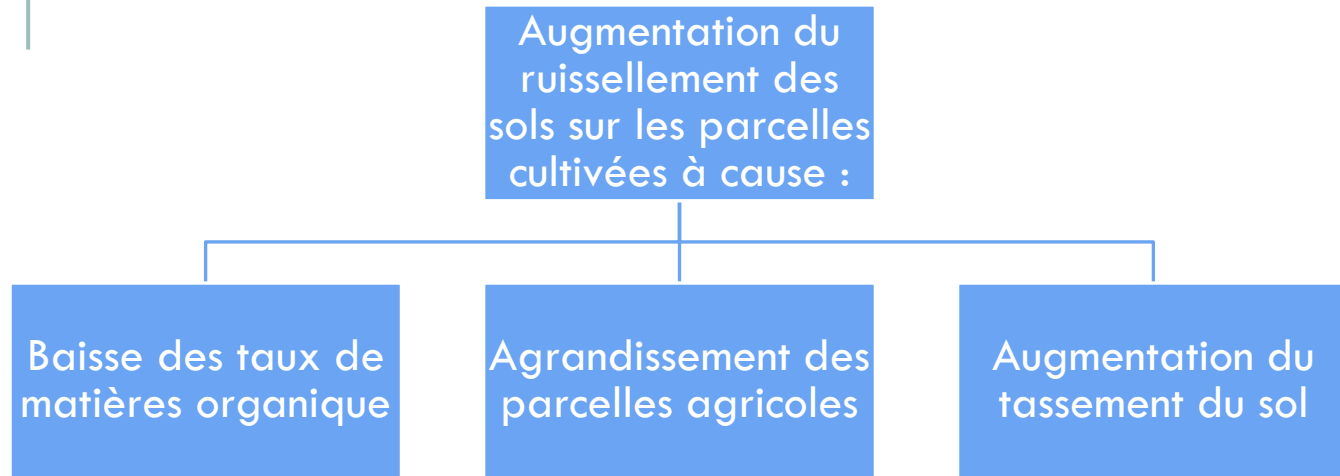 Augmentation du
ruissellement des
sols sur les parcelles
cultivées à cause :
Baisse des taux de
matières organique
Agrandissement des
parcelles agricoles
Augmentation du
tassement du sol